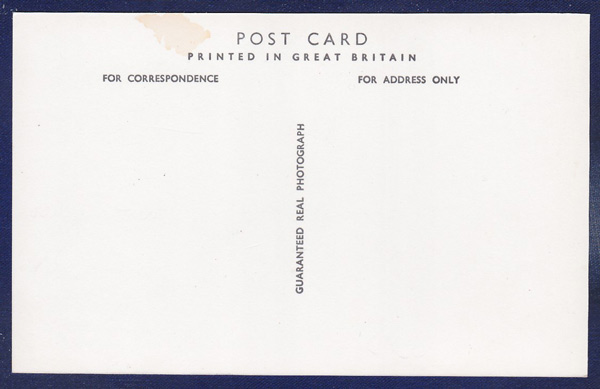 POST CARD
PRINTED IN GREAT BRITAIN
FOR CORRESPONDENCE
FOR ADDRESS ONLY
GUARANTEED REAL PHOTOGRAPH